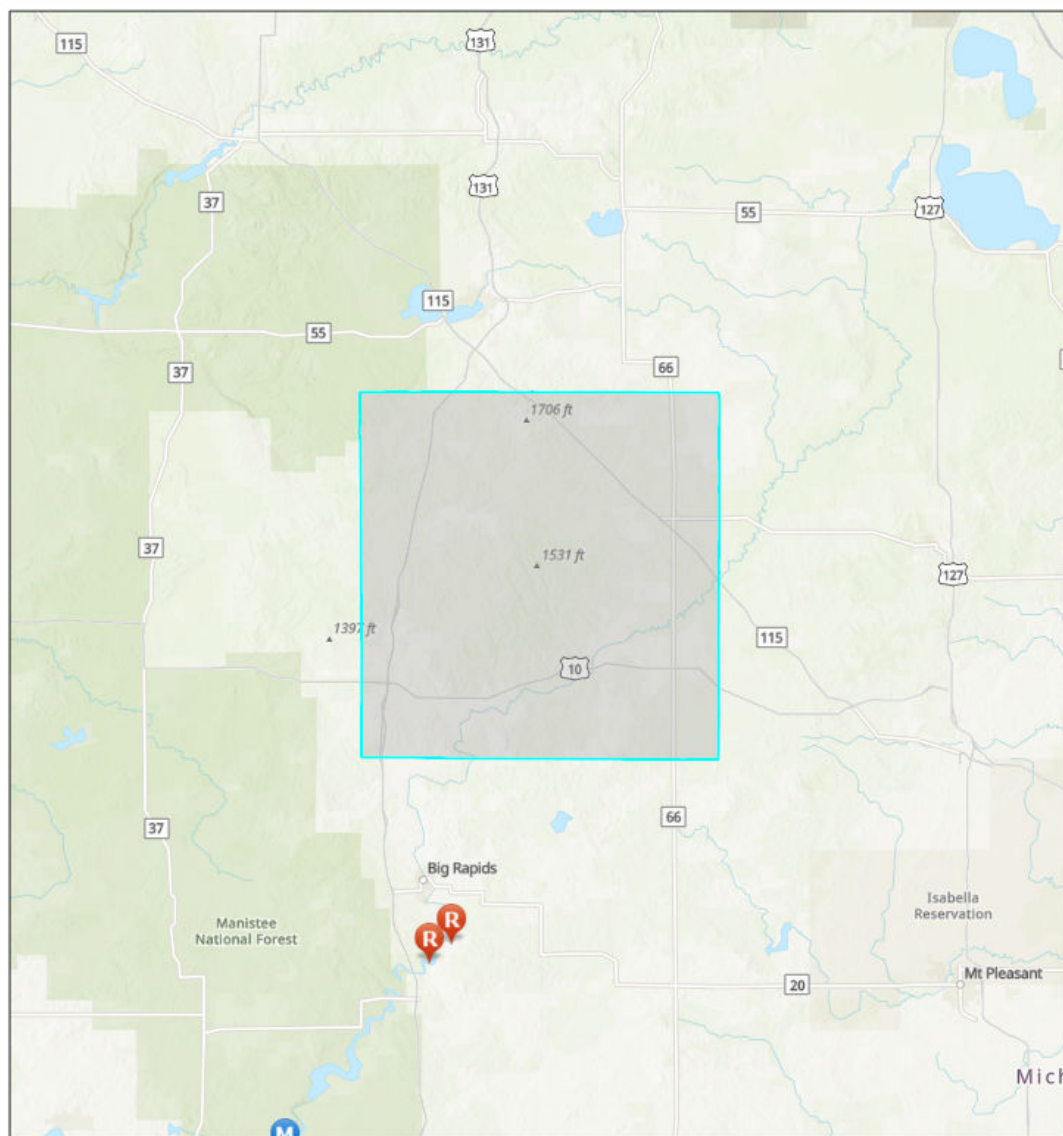 131
115
131
37
55
127
115
55
66
37
1706 ft
37
1531 ft
127
1397 ft
115
10
66
37
Big Rapids
Isabella
Reservation
R
Manistee
National Forest
R
Mt Pleasant
20
Mich
M